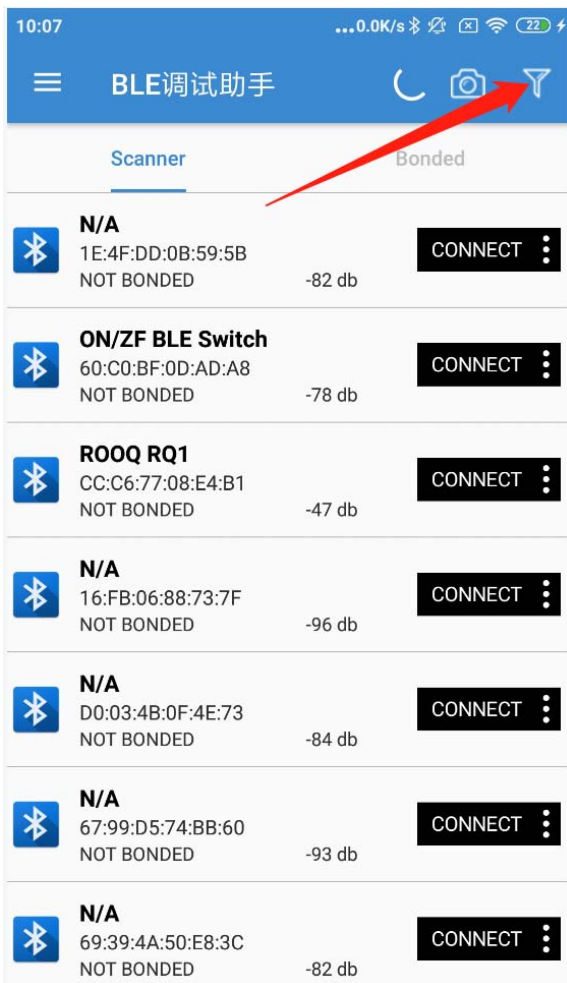 10:07 ...0.0K/s 22
BLE调试助手
Scanner Bonded
N/A
1E:4F:DD:0B:59:5B CONNECT
NOT BONDED -82 db
ON/ZF BLE Switch
60:C0:BF:0D:AD:A8 CONNECT
NOT BONDED -78 db
ROOQ RQ1
CC:C6:77:08:E4:B1 CONNECT
NOT BONDED -47 db
N/A
16:FB:06:88:73:7F CONNECT
NOT BONDED -96 db
N/A
D0:03:4B:0F:4E:73 CONNECT
NOT BONDED -84 db
N/A
67:99:D5:74:BB:60 CONNECT
NOT BONDED -93 db
N/A
69:39:4A:50:E8:3C CONNECT
NOT BONDED -82 db